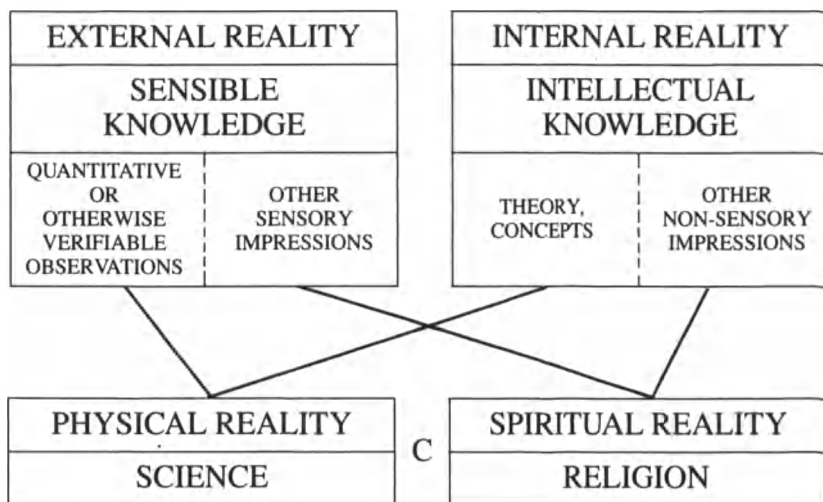 EXTERNAL REALITY
SENSIBLE
KNOWLEDGE
QUANTITATIVE
OR
OTHERWISE
VERIFIABLE
OBSERVATIONS
OTHER
SENSORY
IMPRESSIONS
INTERNAL REALITY
INTELLECTUAL
KNOWLEDGE
THEORY,
CONCEPTS
OTHER
NON-SENSORY
IMPRESSIONS
PHYSICAL REALITY
SCIENCE
C
SPIRITUAL REALITY
RELIGION